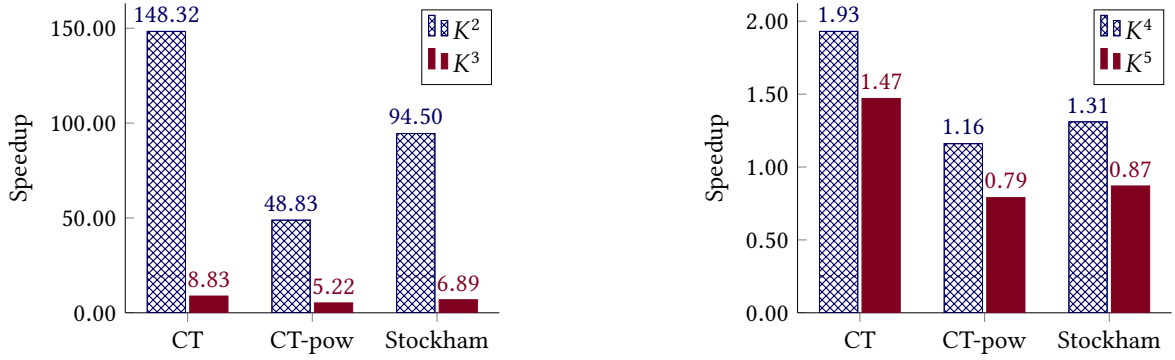 Speedup
150.00
100.00
50.00
0.00
148.32
8.83
48.83
5.22
94.50
6.89
K²
K³
CT
CT-pow
Stockham
Speedup
2.00
1.50
1.00
0.50
0.00
1.93
1.47
1.16
0.79
1.31
0.87
K⁴
K⁵
CT
CT-pow
Stockham